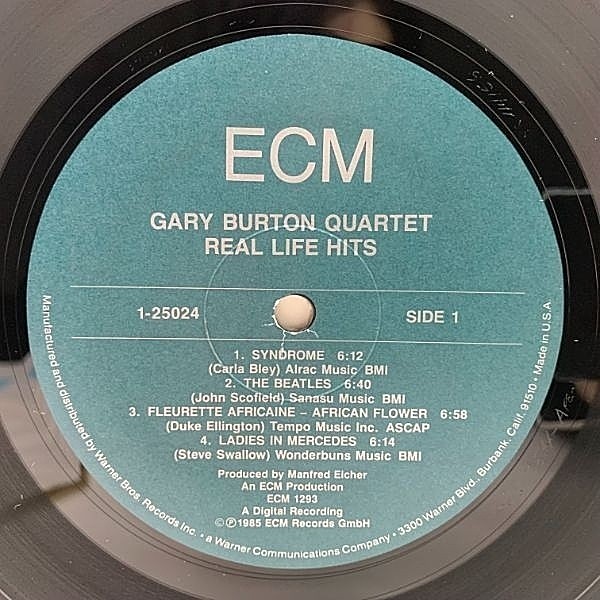 ECM
GARY BURTON QUARTET
REAL LIFE HITS
1-25024 SIDE 1
1. SYNDROME 6:12
(Carla Bley) Alrac Music BMI
2. THE BEATLES 6:40
(John Scofield) Sanasu Music BMI
3. FLEURETTE AFRICAINE – AFRICAN FLOWER 6:58
(Duke Ellington) Tempo Music Inc. ASCAP
4. LADIES IN MERCEDES 6:14
(Steve Swallow) Wonderbuns Music BMI
Produced by Manfred Eicher
An ECM Production
ECM 1293
A Digital Recording
©℗1985 ECM Records GmbH
Manufactured and distributed by Warner Bros. Records Inc. • a Warner Communications Company • 3300 Warner Blvd., Burbank, Calif. 91510 • Made in U.S.A.